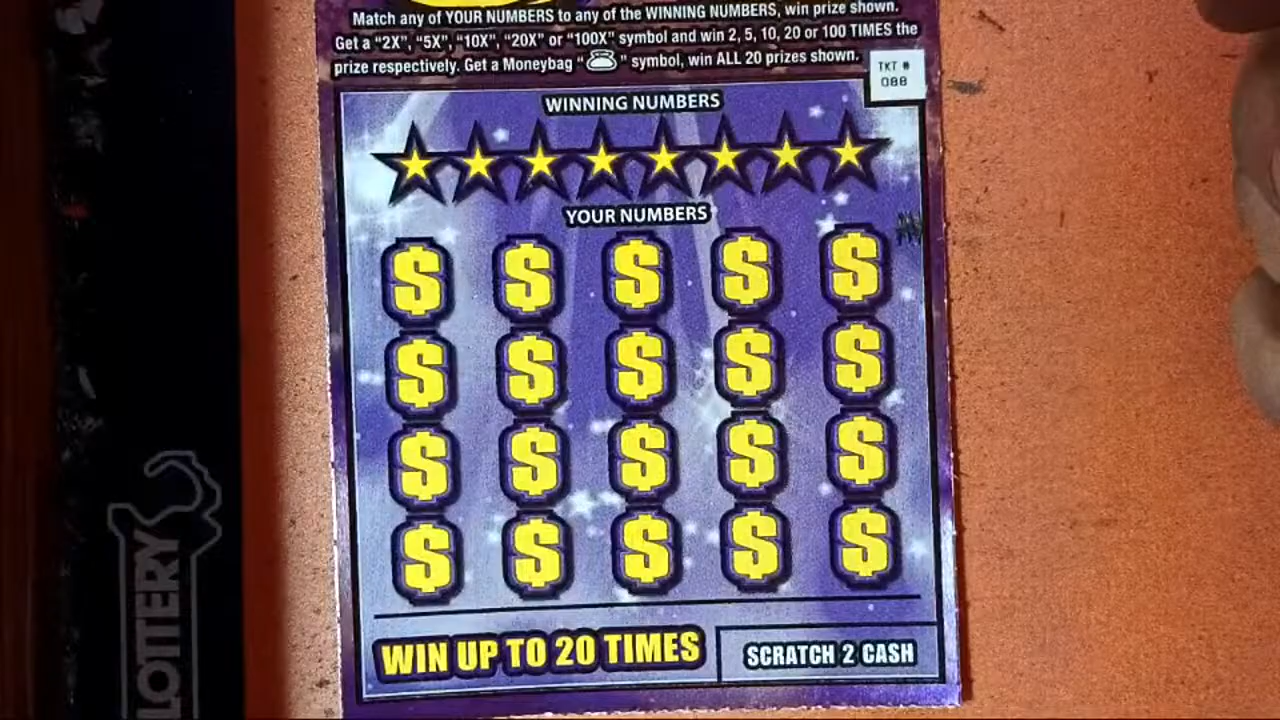 Match any of YOUR NUMBERS to any of the WINNING NUMBERS, win prize shown.
Get a “2X”, “5X”, “10X”, “20X” or “100X” symbol and win 2, 5, 10, 20 or 100 TIMES the
prize respectively. Get a Moneybag “ ” symbol, win ALL 20 prizes shown.
TKT #
088
WINNING NUMBERS
YOUR NUMBERS
$ $ $ $ $
$ $ $ $ $
$ $ $ $ $
$ $ $ $ $
WIN UP TO 20 TIMES
SCRATCH 2 CASH
LOTTERY